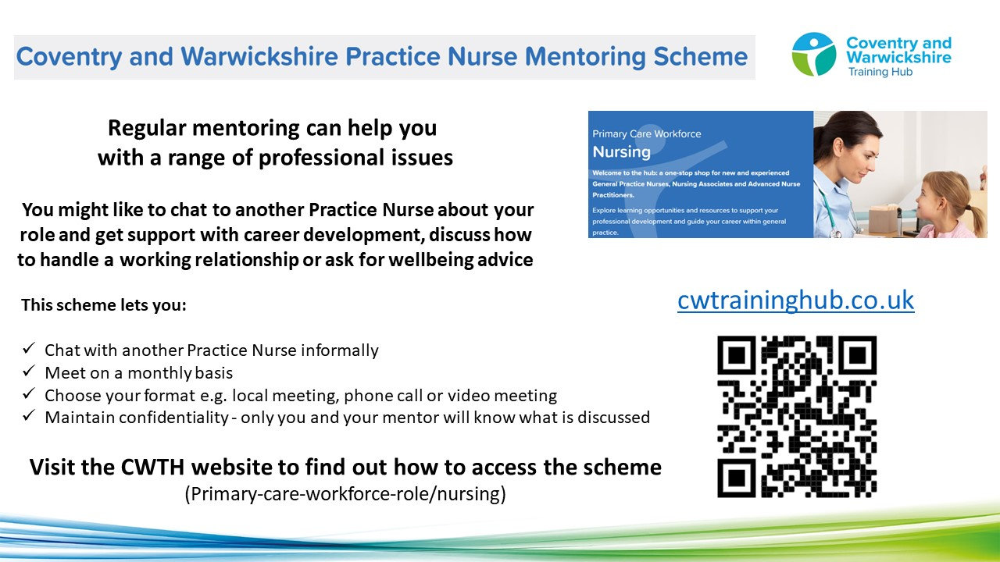 Coventry and Warwickshire Practice Nurse Mentoring Scheme
Coventry and
Warwickshire
Training Hub
Regular mentoring can help you
with a range of professional issues
You might like to chat to another Practice Nurse about your
role and get support with career development, discuss how
to handle a working relationship or ask for wellbeing advice
This scheme lets you:
✓ Chat with another Practice Nurse informally
✓ Meet on a monthly basis
✓ Choose your format e.g. local meeting, phone call or video meeting
✓ Maintain confidentiality - only you and your mentor will know what is discussed
Visit the CWTH website to find out how to access the scheme
(Primary-care-workforce-role/nursing)
Primary Care Workforce
Nursing
Welcome to the hub: a one-stop shop for new and experienced
General Practice Nurses, Nursing Associates and Advanced Nurse
Practitioners.
Explore learning opportunities and resources to support your
professional development and guide your career within general
practice.
cwtraininghub.co.uk